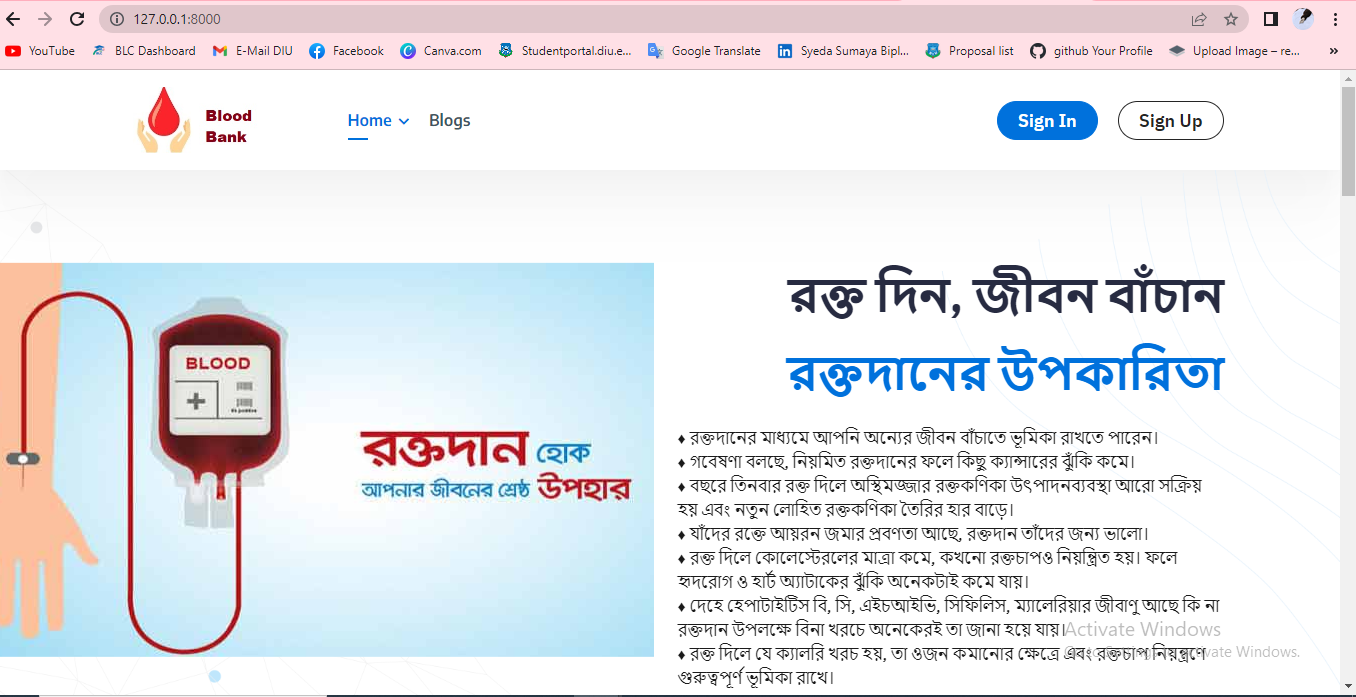 127.0.0.1:8000
YouTube
BLC Dashboard
E-Mail DIU
Facebook
Canva.com
Studentportal.diu.e...
Google Translate
Syeda Sumaya Bipl...
Proposal list
github Your Profile
Upload Image – re...
»
Blood
Bank
Home
Blogs
Sign In
Sign Up
BLOOD
রক্তদান হোক
আপনার জীবনের শ্রেষ্ঠ উপহার
রক্ত দিন, জীবন বাঁচান
রক্তদানের উপকারিতা
♦ রক্তদানের মাধ্যমে আপনি অন্যের জীবন বাঁচাতে ভূমিকা রাখতে পারেন।
♦ গবেষণা বলছে, নিয়মিত রক্তদানের ফলে কিছু ক্যান্সারের ঝুঁকি কমে।
♦ বছরে তিনবার রক্ত দিলে অস্থিমজ্জার রক্তকণিকা উৎপাদনব্যবস্থা আরো সক্রিয়
হয় এবং নতুন লোহিত রক্তকণিকা তৈরির হার বাড়ে।
♦ যাঁদের রক্তে আয়রন জমার প্রবণতা আছে, রক্তদান তাঁদের জন্য ভালো।
♦ রক্ত দিলে কোলেস্টেরলের মাত্রা কমে, কখনো রক্তচাপও নিয়ন্ত্রিত হয়। ফলে
হৃদরোগ ও হার্ট অ্যাটাকের ঝুঁকি অনেকটাই কমে যায়।
♦ দেহে হেপাটাইটিস বি, সি, এইচআইভি, সিফিলিস, ম্যালেরিয়ার জীবাণু আছে কি না
রক্তদান উপলক্ষে বিনা খরচে অনেকেরই তা জানা হয়ে যায়।
♦ রক্ত দিলে যে ক্যালরি খরচ হয়, তা ওজন কমানোর ক্ষেত্রে এবং রক্তচাপ নিয়ন্ত্রণে
গুরুত্বপূর্ণ ভূমিকা রাখে।
Activate Windows
Windows.